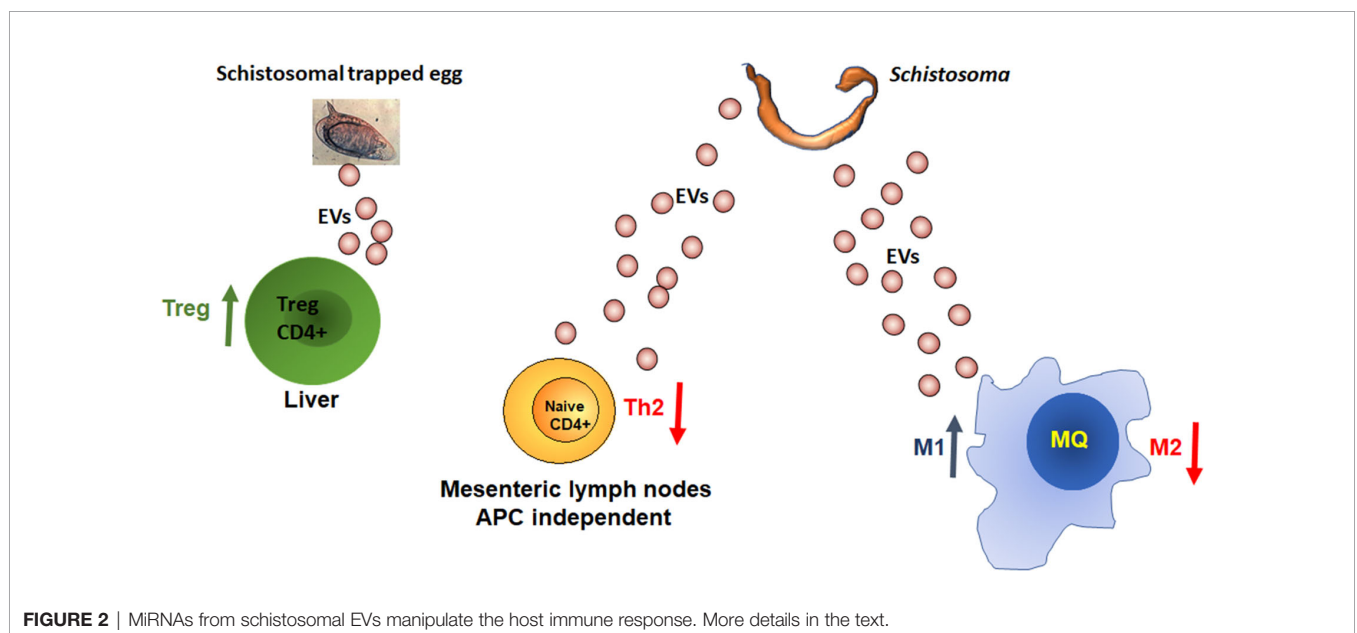 Schistosomal trapped egg
EVs
Treg
Treg
CD4+
Liver
Schistosoma
EVs
EVs
Naive
CD4+
Th2
Mesenteric lymph nodes
APC independent
M1
MQ
M2
FIGURE 2 | MiRNAs from schistosomal EVs manipulate the host immune response. More details in the text.